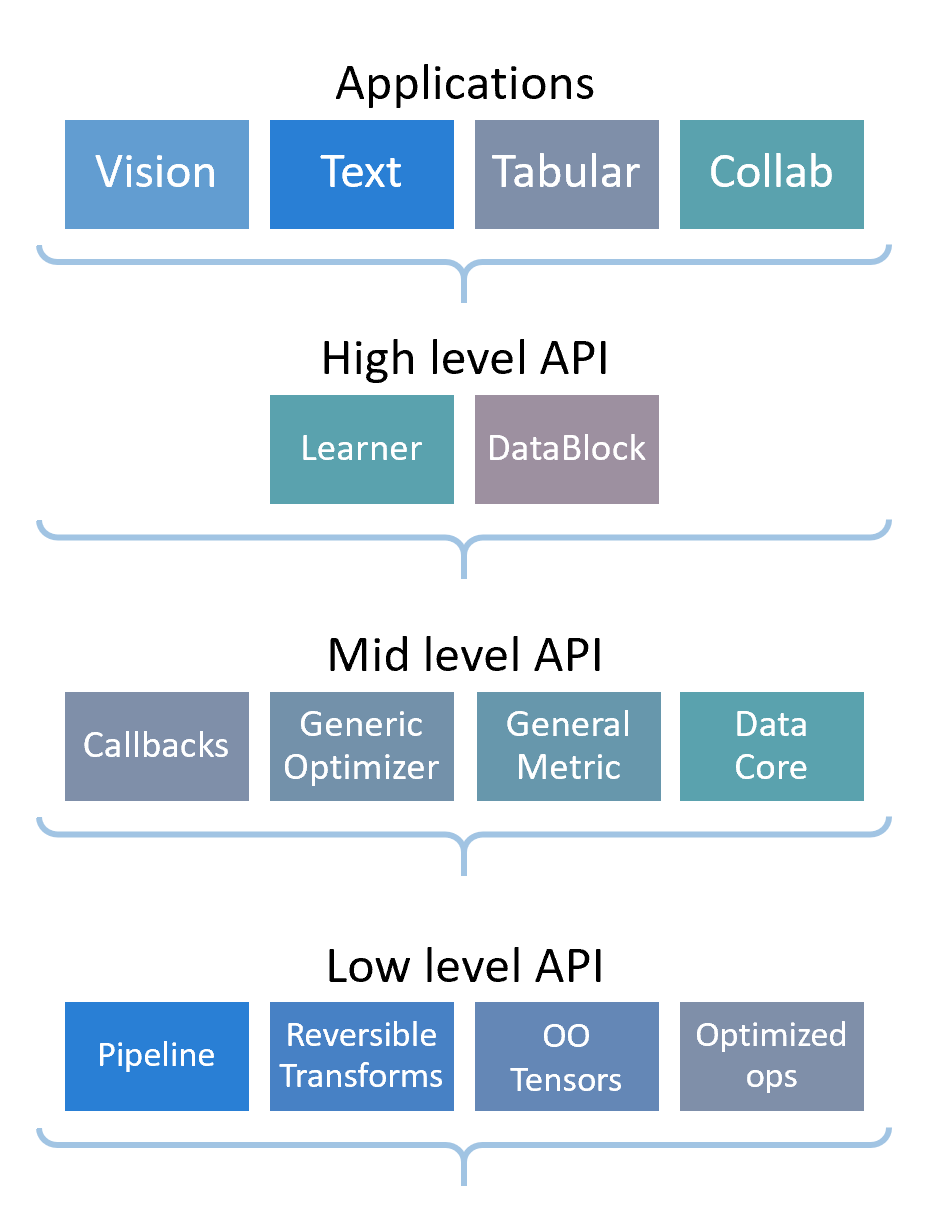 Applications
Vision
Text
Tabular
Collab
High level API
Learner
DataBlock
Mid level API
Callbacks
Generic
Optimizer
General
Metric
Data
Core
Low level API
Pipeline
Reversible
Transforms
OO
Tensors
Optimized
ops